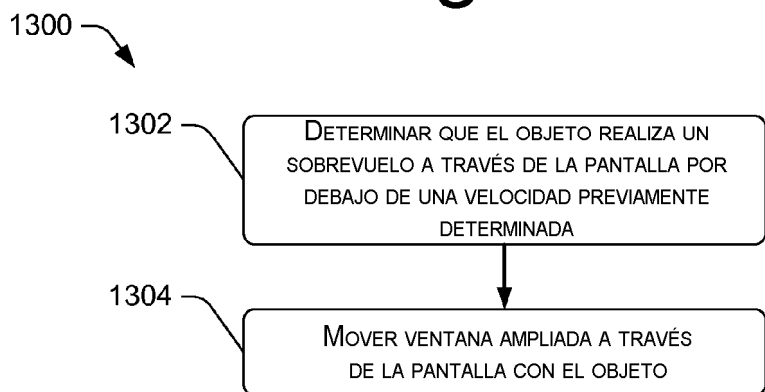 1300
1302
DETERMINAR QUE EL OBJETO REALIZA UN
SOBREVUELO A TRAVÉS DE LA PANTALLA POR
DEBAJO DE UNA VELOCIDAD PREVIAMENTE
DETERMINADA
1304
MOVER VENTANA AMPLIADA A TRAVÉS
DE LA PANTALLA CON EL OBJETO